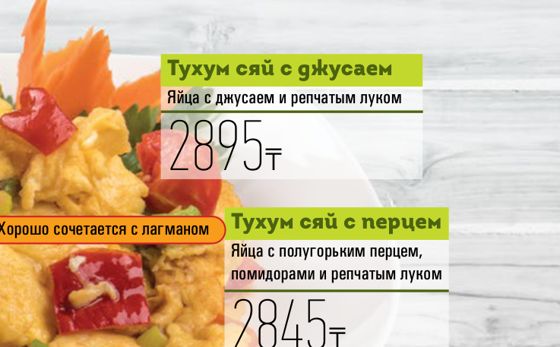 Тухум сяй с джусаем
Яйца с джусаем и репчатым луком
2895₸
Хорошо сочетается с лагманом
Тухум сяй с перцем
Яйца с полугорьким перцем,
помидорами и репчатым луком
2845₸